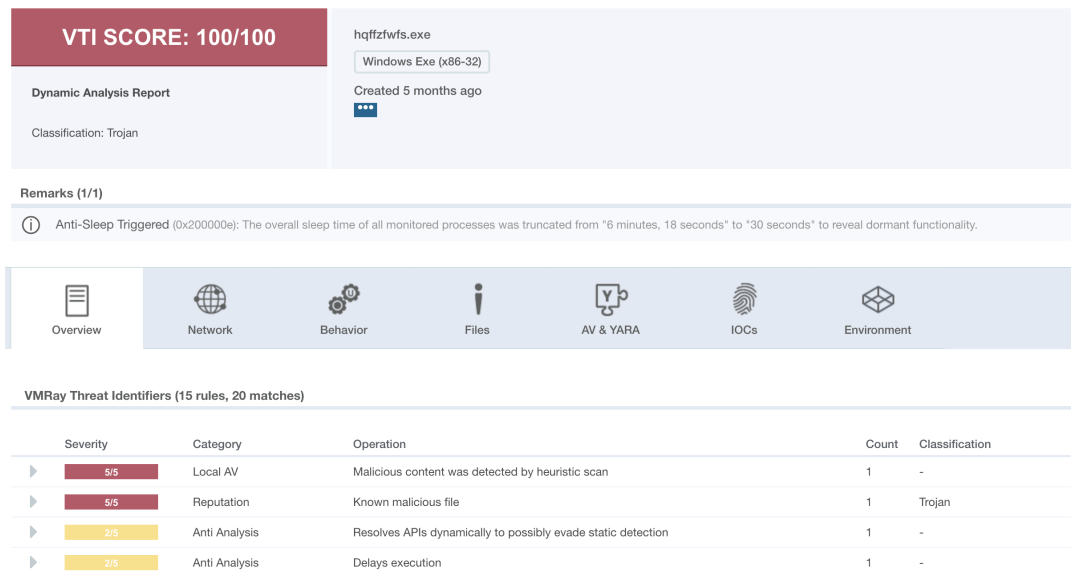 VTI SCORE: 100/100
Dynamic Analysis Report
Classification: Trojan
hqffzfwfs.exe
Windows Exe (x86-32)
Created 5 months ago
Remarks (1/1)
Anti-Sleep Triggered (0x200000e): The overall sleep time of all monitored processes was truncated from "6 minutes, 18 seconds" to "30 seconds" to reveal dormant functionality.
Overview Network Behavior Files AV & YARA IOCs Environment
VMRay Threat Identifiers (15 rules, 20 matches)
Severity Category Operation Count Classification
5/5 Local AV Malicious content was detected by heuristic scan 1 -
5/5 Reputation Known malicious file 1 Trojan
2/5 Anti Analysis Resolves APIs dynamically to possibly evade static detection 1 -
2/5 Anti Analysis Delays execution 1 -